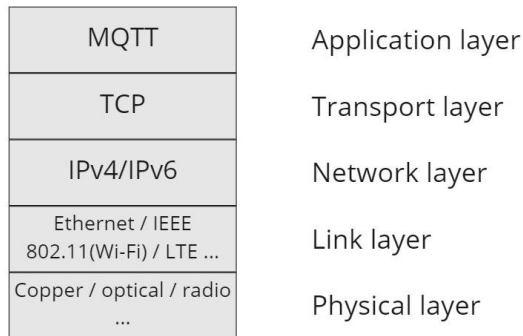 MQTT
Application layer
TCP
Transport layer
IPv4/IPv6
Network layer
Ethernet / IEEE
802.11(Wi-Fi) / LTE ...
Link layer
Copper / optical / radio
...
Physical layer